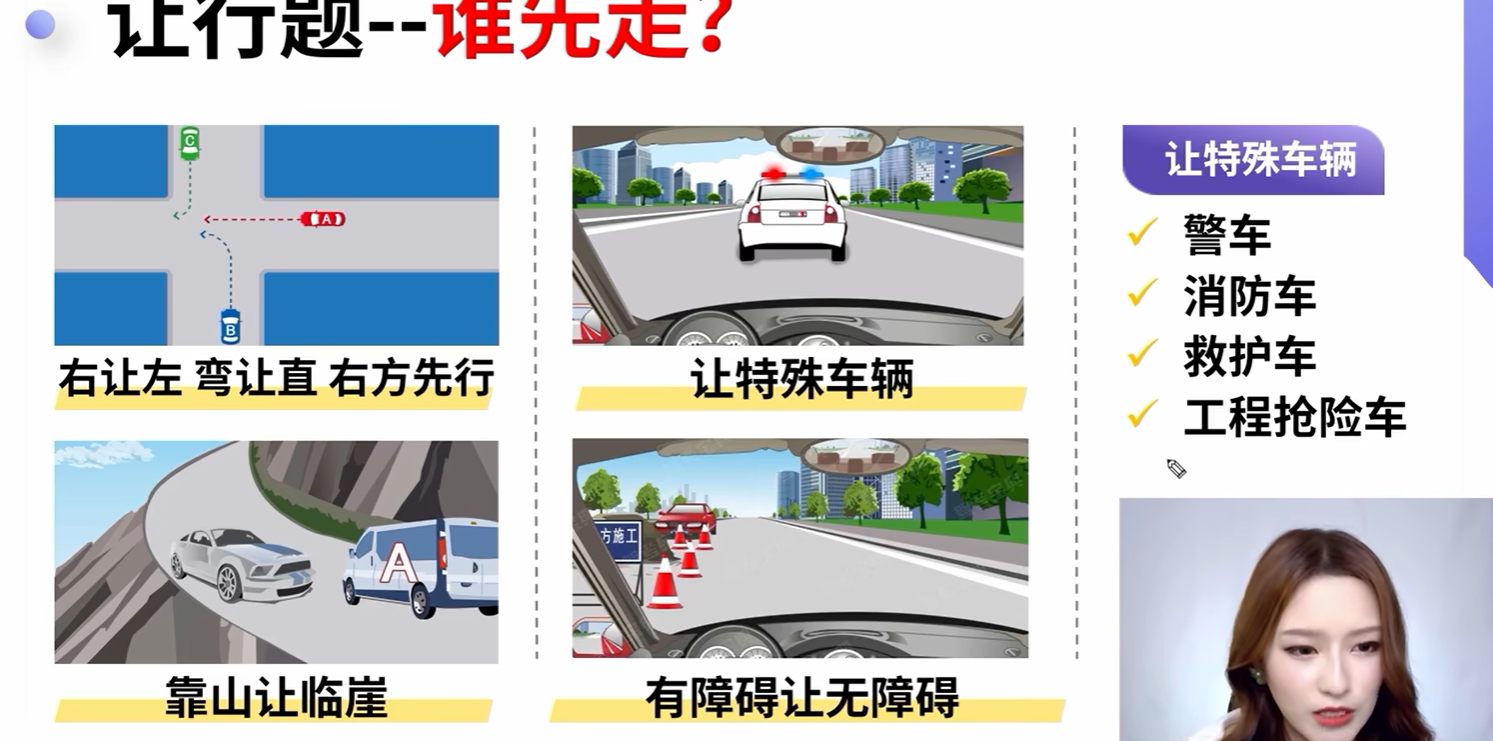 让行题--谁先走？
C
A
B
右让左 弯让直 右方先行
让特殊车辆
A
靠山让临崖
方施工
有障碍让无障碍
让特殊车辆
警车
消防车
救护车
工程抢险车